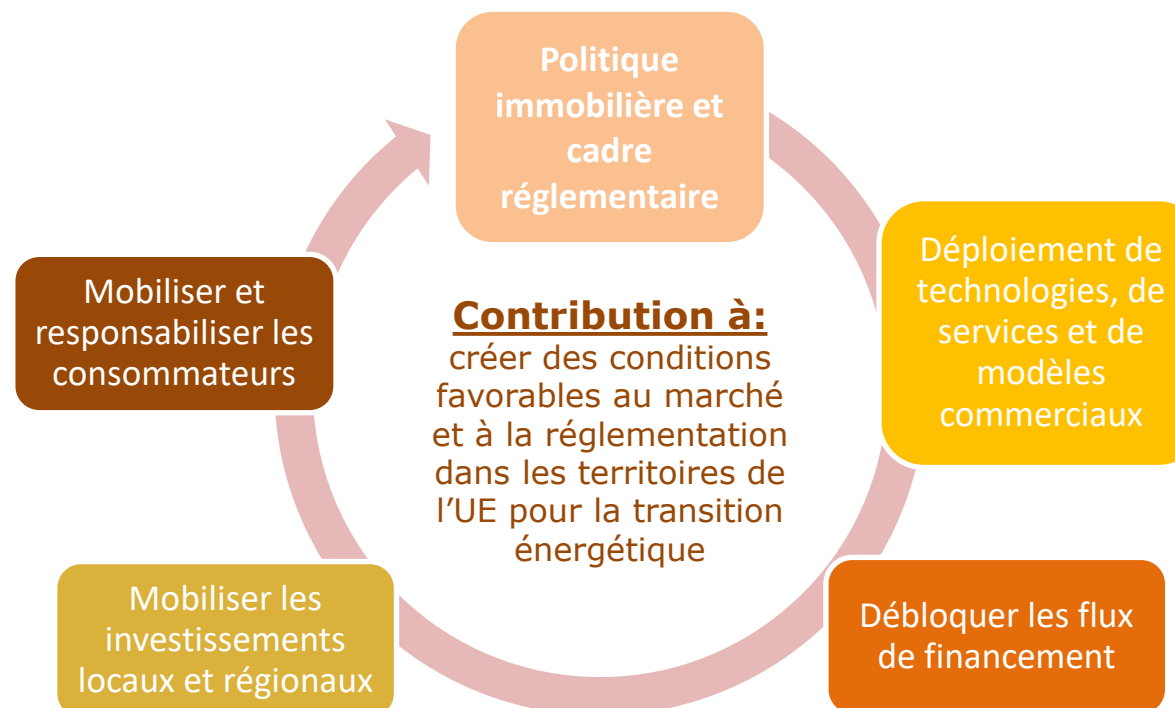 Politique
immobilière et
cadre
réglementaire
Déploiement de
technologies, de
services et de
modèles
commerciaux
Mobiliser et
responsabiliser les
consommateurs
Contribution à:
créer des conditions
favorables au marché
et à la réglementation
dans les territoires de
l’UE pour la transition
énergétique
Mobiliser les
investissements
locaux et régionaux
Débloquer les flux
de financement